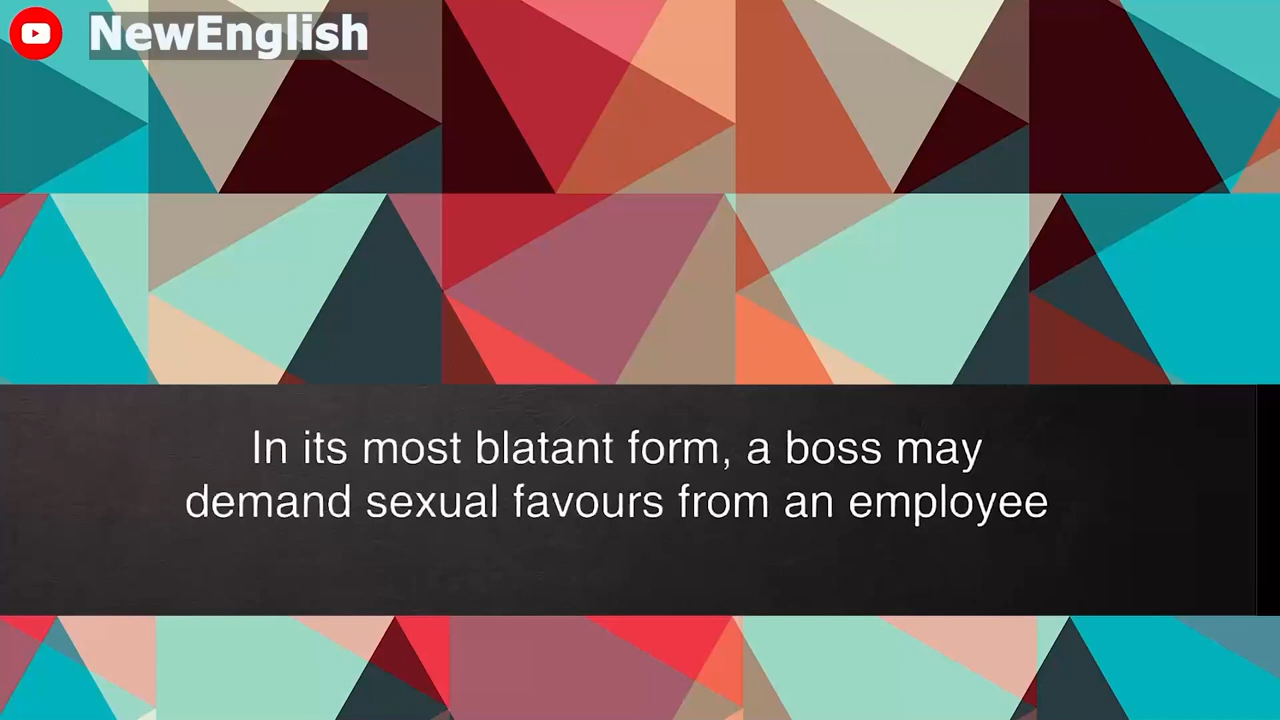 NewEnglish
In its most blatant form, a boss may
demand sexual favours from an employee